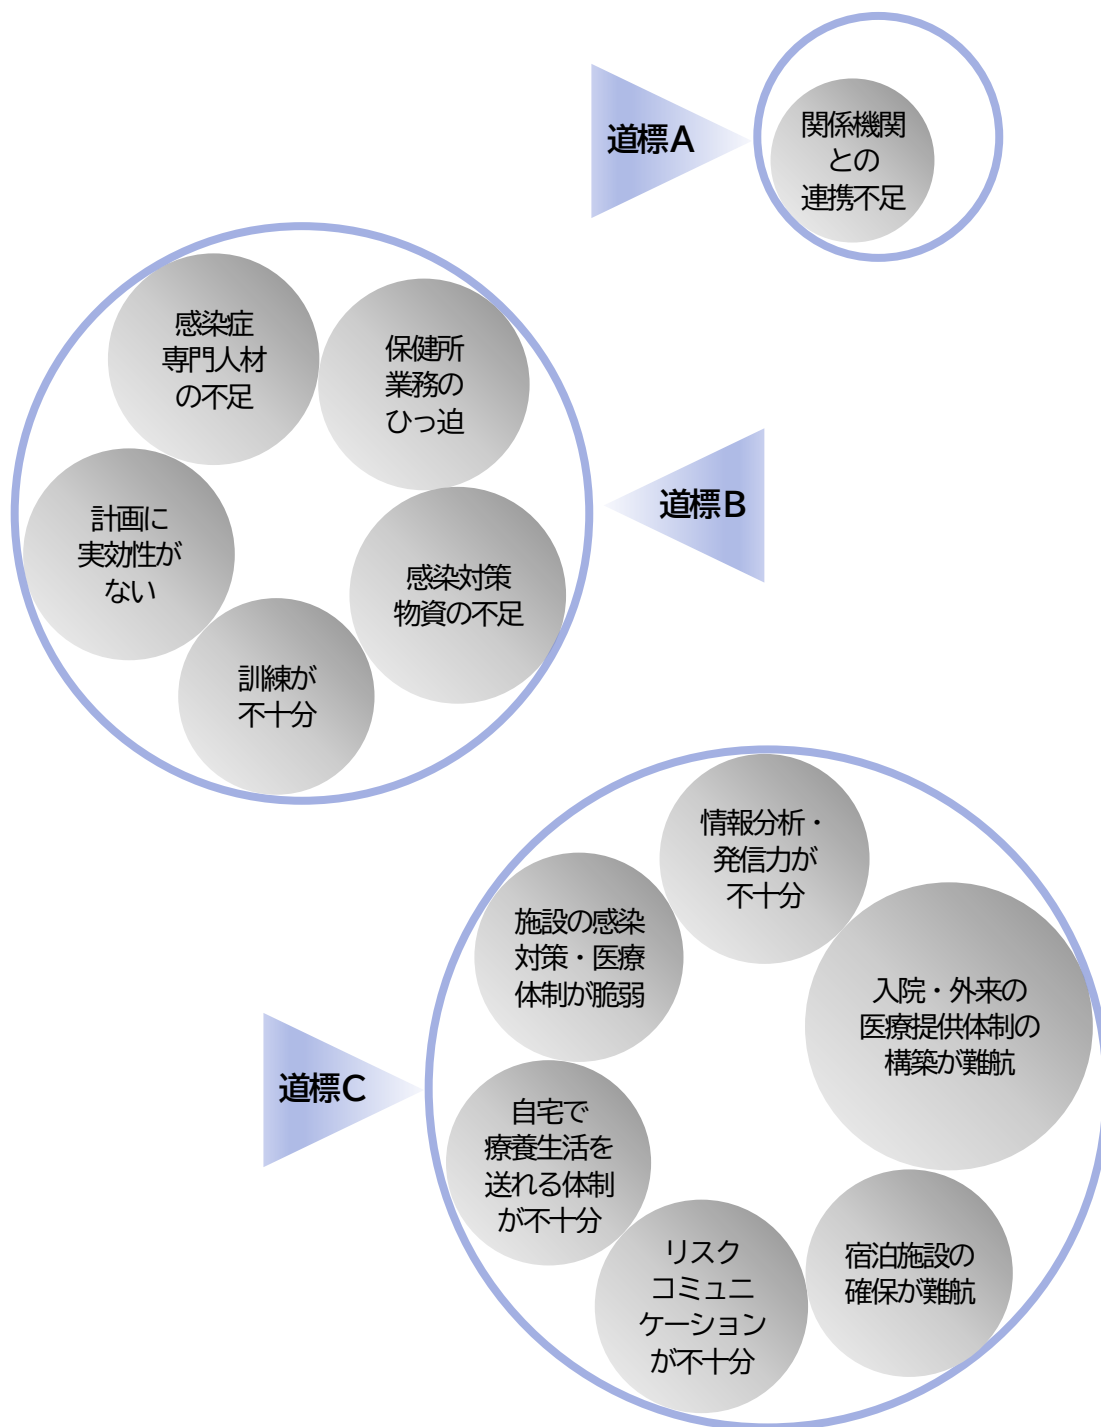 道標A
関係機関
との
連携不足
感染症
専門人材
の不足
保健所
業務の
ひっ迫
計画に
実効性が
ない
感染対策
物資の不足
訓練が
不十分
道標B
情報分析・
発信力が
不十分
施設の感染
対策・医療
体制が脆弱
入院・外来の
医療提供体制の
構築が難航
道標C
自宅で
療養生活を
送れる体制
が不十分
リスク
コミュニ
ケーション
が不十分
宿泊施設の
確保が難航